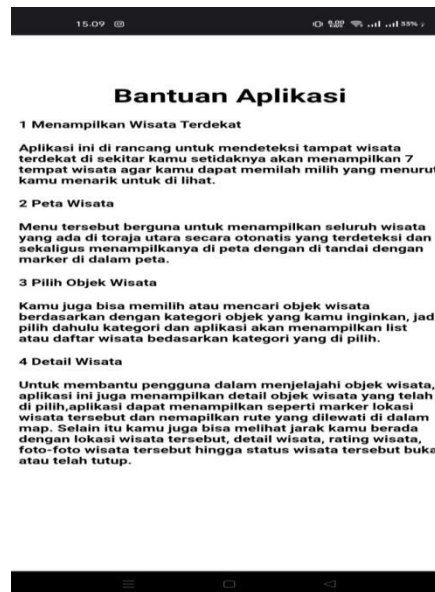 15.09
55%
Bantuan Aplikasi
1 Menampilkan Wisata Terdekat
Aplikasi ini di rancang untuk mendeteksi tampat wisata
terdekat di sekitar kamu setidaknya akan menampilkan 7
tempat wisata agar kamu dapat memilah milih yang menurut
kamu menarik untuk di lihat.
2 Peta Wisata
Menu tersebut berguna untuk menampilkan seluruh wisata
yang ada di toraja utara secara otonatis yang terdeteksi dan
sekaligus menampilkanya di peta dengan di tandai dengan
marker di dalam peta.
3 Pilih Objek Wisata
Kamu juga bisa memilih atau mencari objek wisata
berdasarkan dengan kategori objek yang kamu inginkan, jad
pilih dahulu kategori dan aplikasi akan menampilkan list
atau daftar wisata bedasarkan kategori yang di pilih.
4 Detail Wisata
Untuk membantu pengguna dalam menjelajahi objek wisata,
aplikasi ini juga menampilkan detail objek wisata yang telah
di pilih,aplikasi dapat menampilkan seperti marker lokasi
wisata tersebut dan nemapilkan rute yang dilewati di dalam
map. Selain itu kamu juga bisa melihat jarak kamu berada
dengan lokasi wisata tersebut, detail wisata, rating wisata,
foto-foto wisata tersebut hingga status wisata tersebut buka
atau telah tutup.